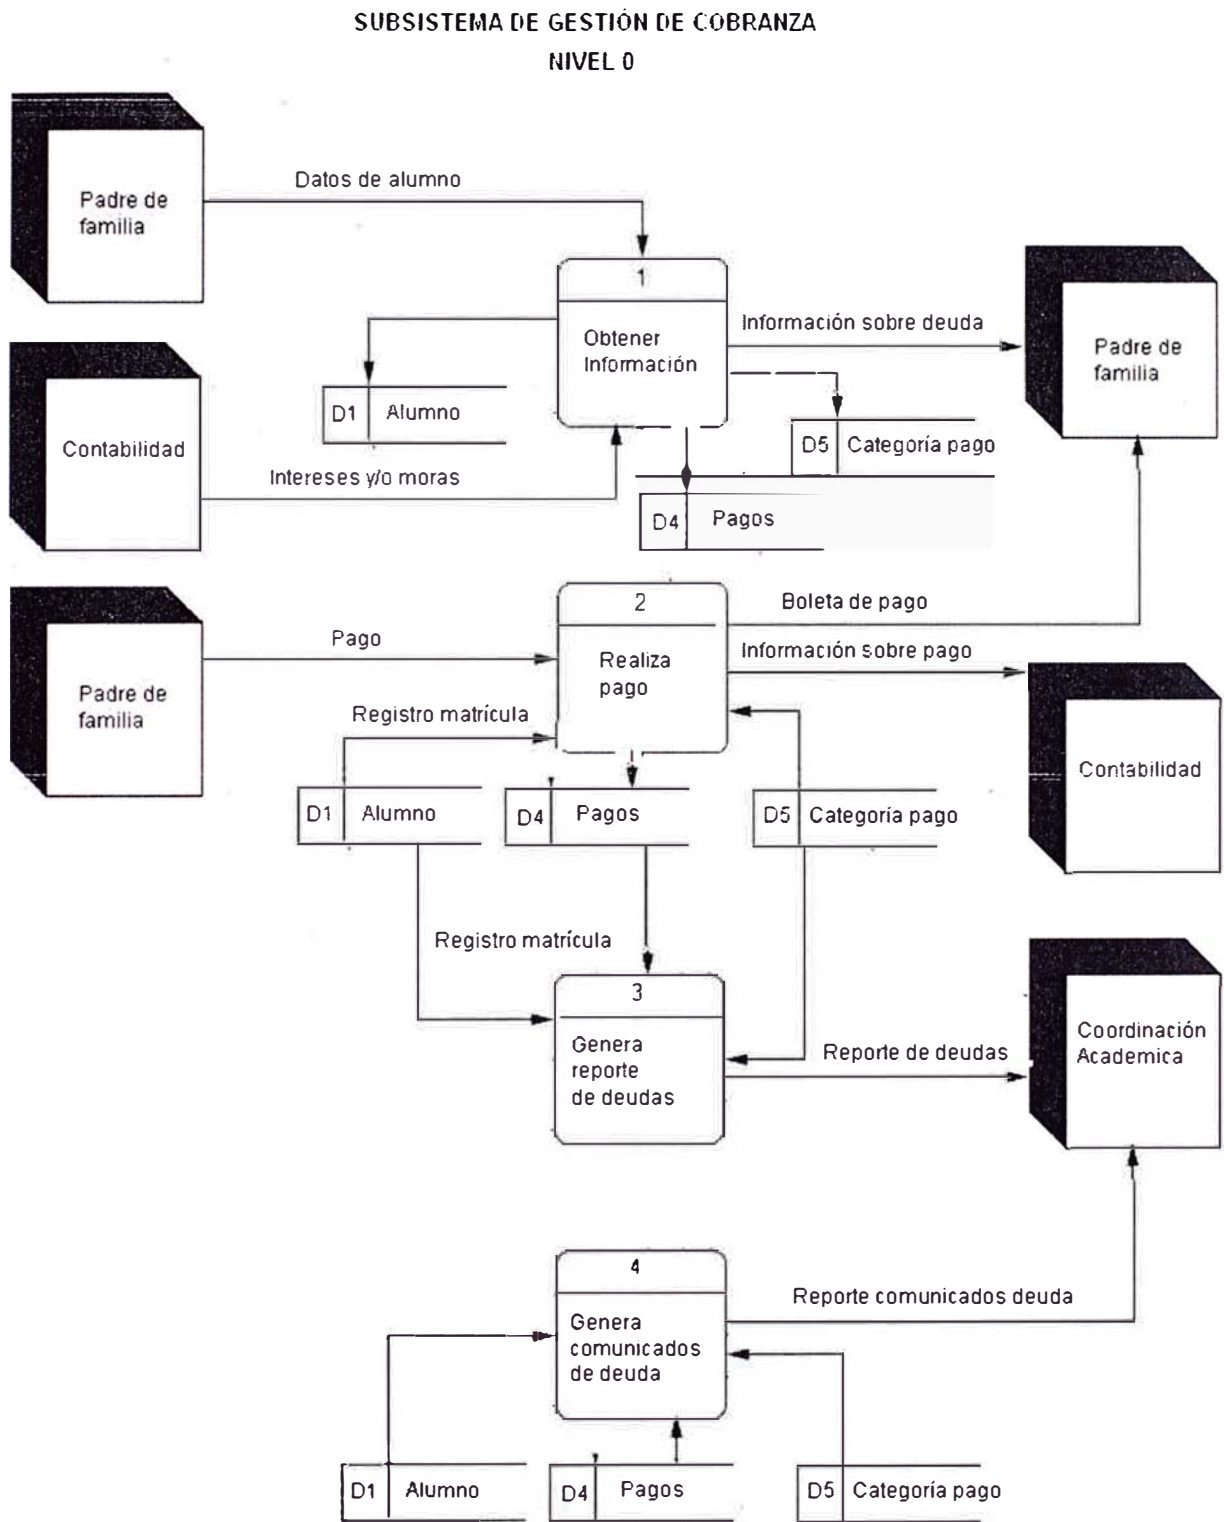 SUBSISTEMA DE GESTIÓN DE COBRANZA
NIVEL 0
Padre de
familia
Datos de alumno
1
Obtener
Información
Información sobre deuda
Padre de
familia
D1 Alumno
Contabilidad
Intereses y/o moras
D5 Categoría pago
D4 Pagos
Padre de
familia
Pago
2
Realiza
pago
Boleta de pago
Información sobre pago
Registro matrícula
Contabilidad
D1 Alumno
D4 Pagos
D5 Categoría pago
Registro matrícula
3
Genera
reporte
de deudas
Reporte de deudas
Coordinación
Academica
4
Genera
comunicados
de deuda
Reporte comunicados deuda
D1 Alumno
D4 Pagos
D5 Categoría pago